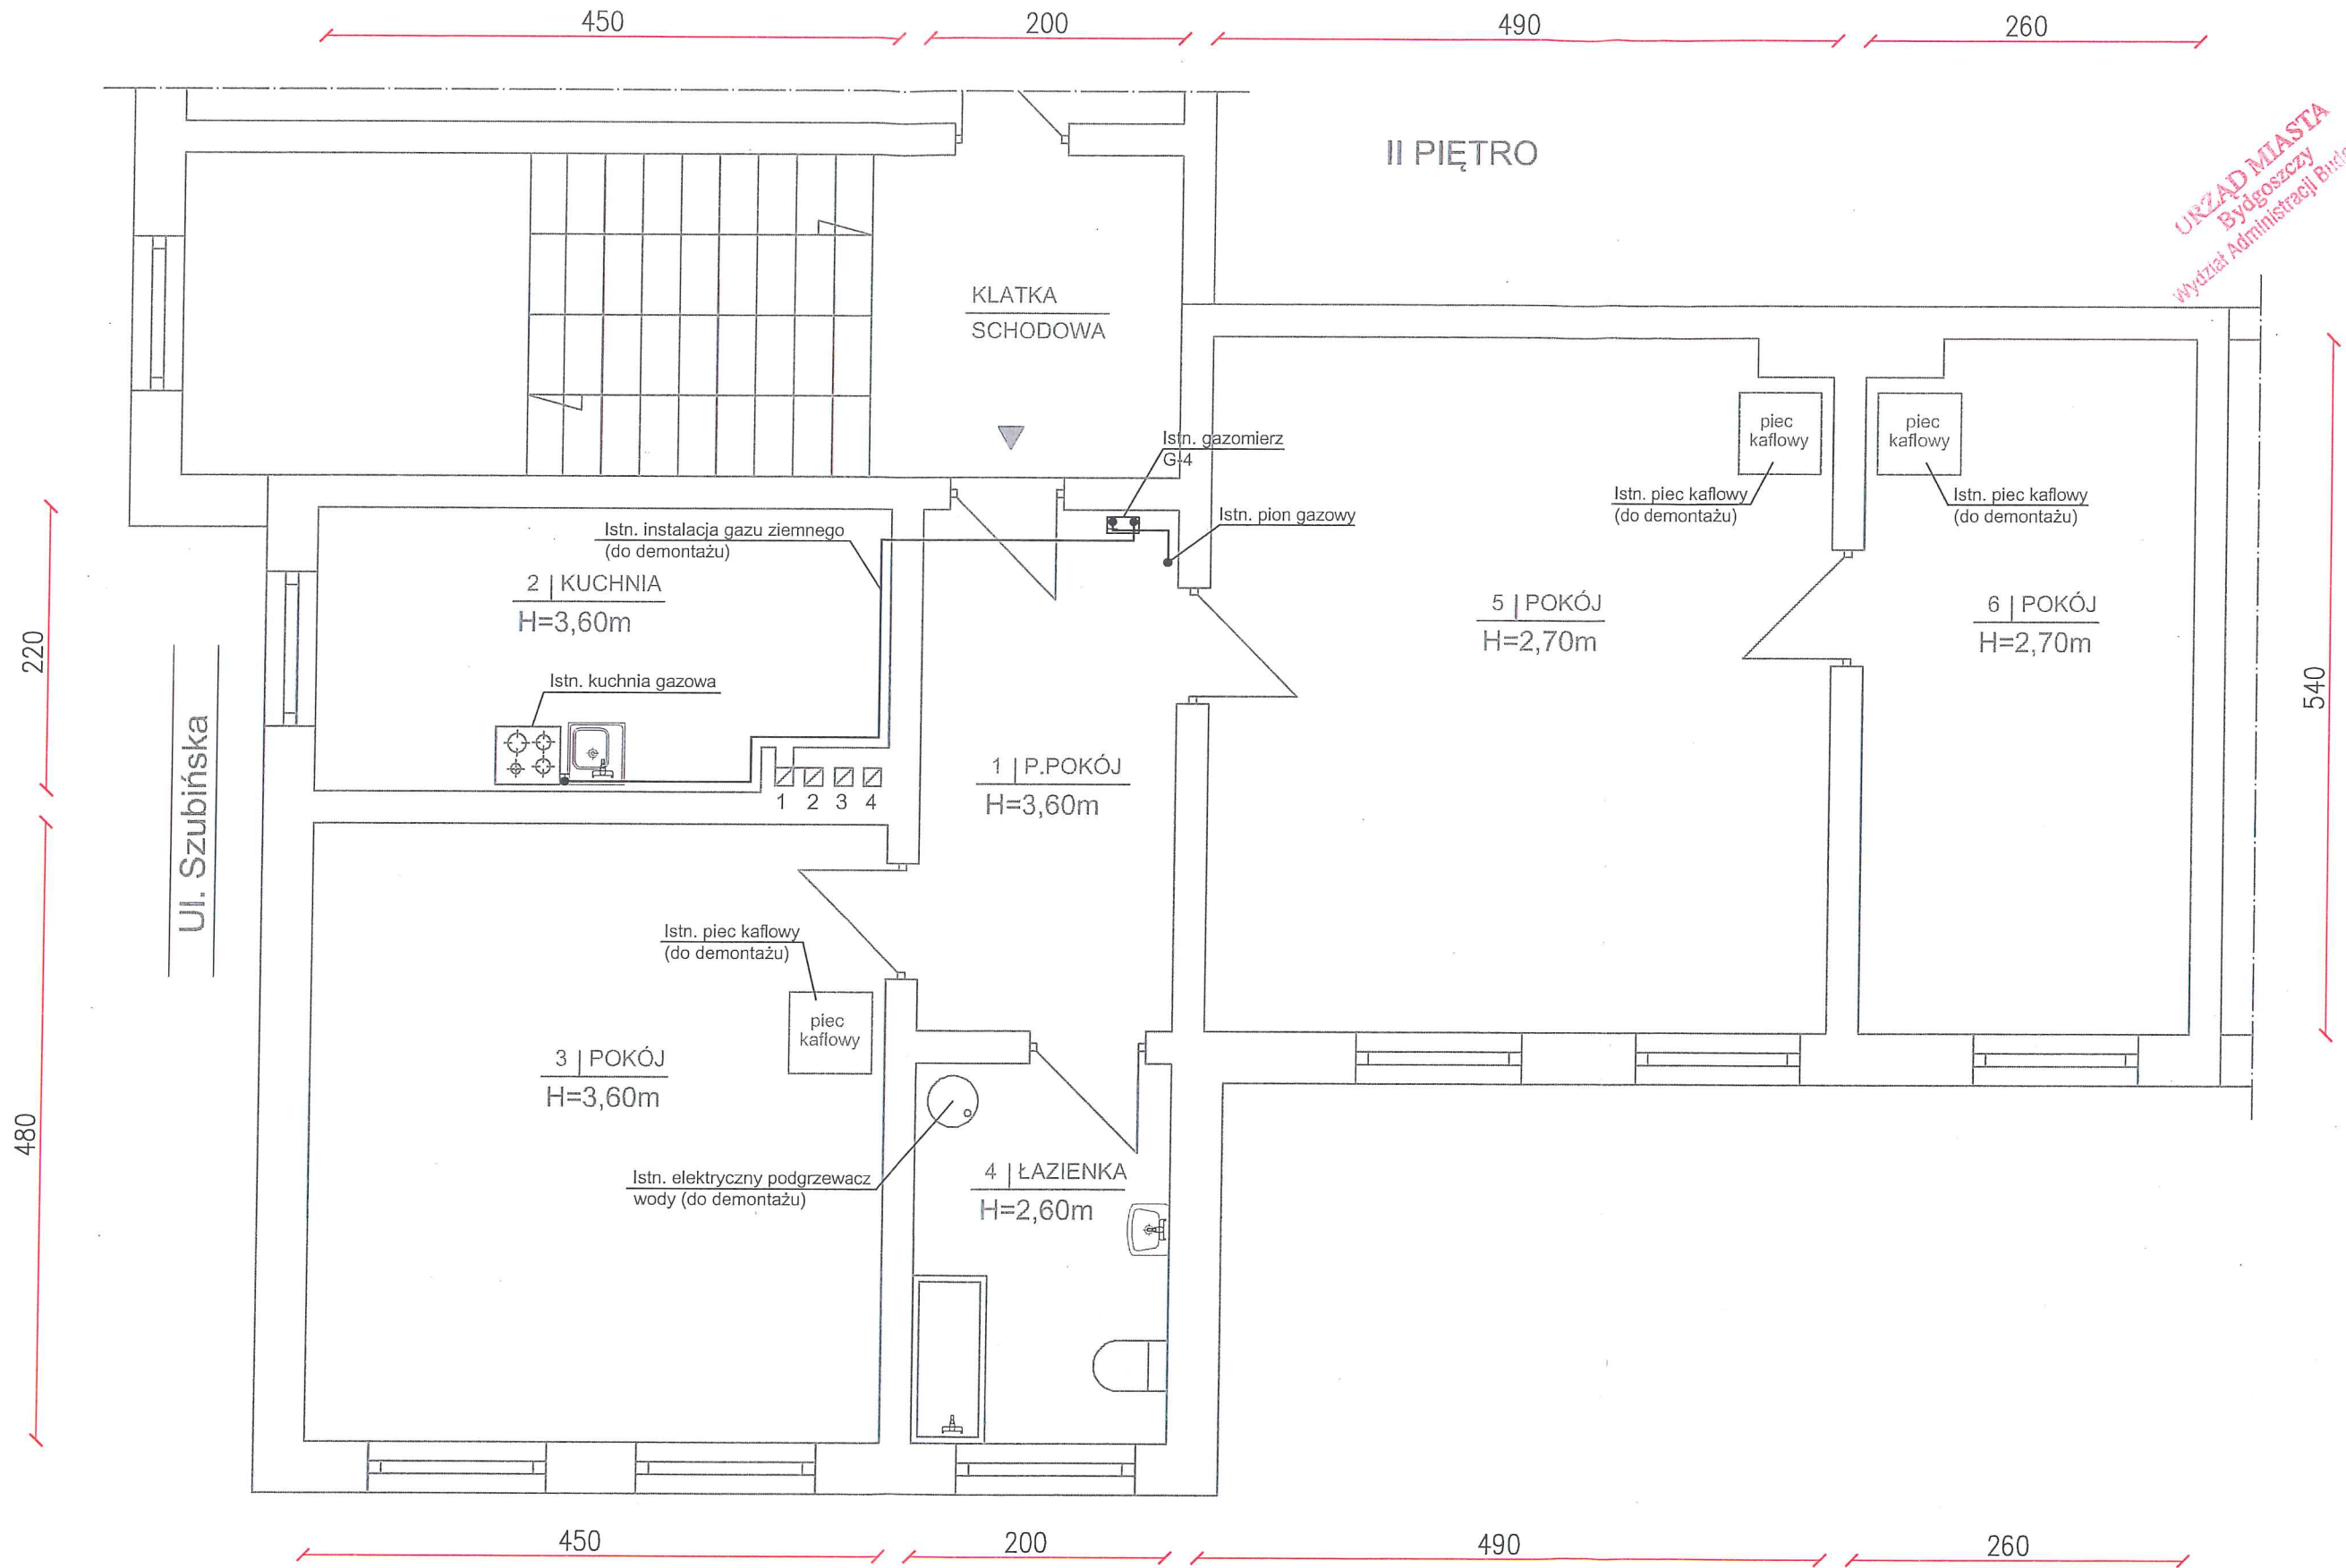 450
200
490
260
II PIĘTRO
URZĄD MIASTA
Bydgoszczy
Wydział Administracji
KLATKA
SCHODOWA
Istn. gazomierz
G-4
Istn. pion gazowy
piec
kaflowy
piec
kaflowy
Istn. piec kaflowy
(do demontażu)
Istn. piec kaflowy
(do demontażu)
Istn. instalacja gazu ziemnego
(do demontażu)
2 | KUCHNIA
H=3,60m
Istn. kuchnia gazowa
1 2 3 4
1 | P.POKÓJ
H=3,60m
5 | POKÓJ
H=2,70m
6 | POKÓJ
H=2,70m
220
540
Ul. Szubińska
480
Istn. piec kaflowy
(do demontażu)
piec
kaflowy
3 | POKÓJ
H=3,60m
Istn. elektryczny podgrzewacz
wody (do demontażu)
4 | ŁAZIENKA
H=2,60m
450
200
490
260